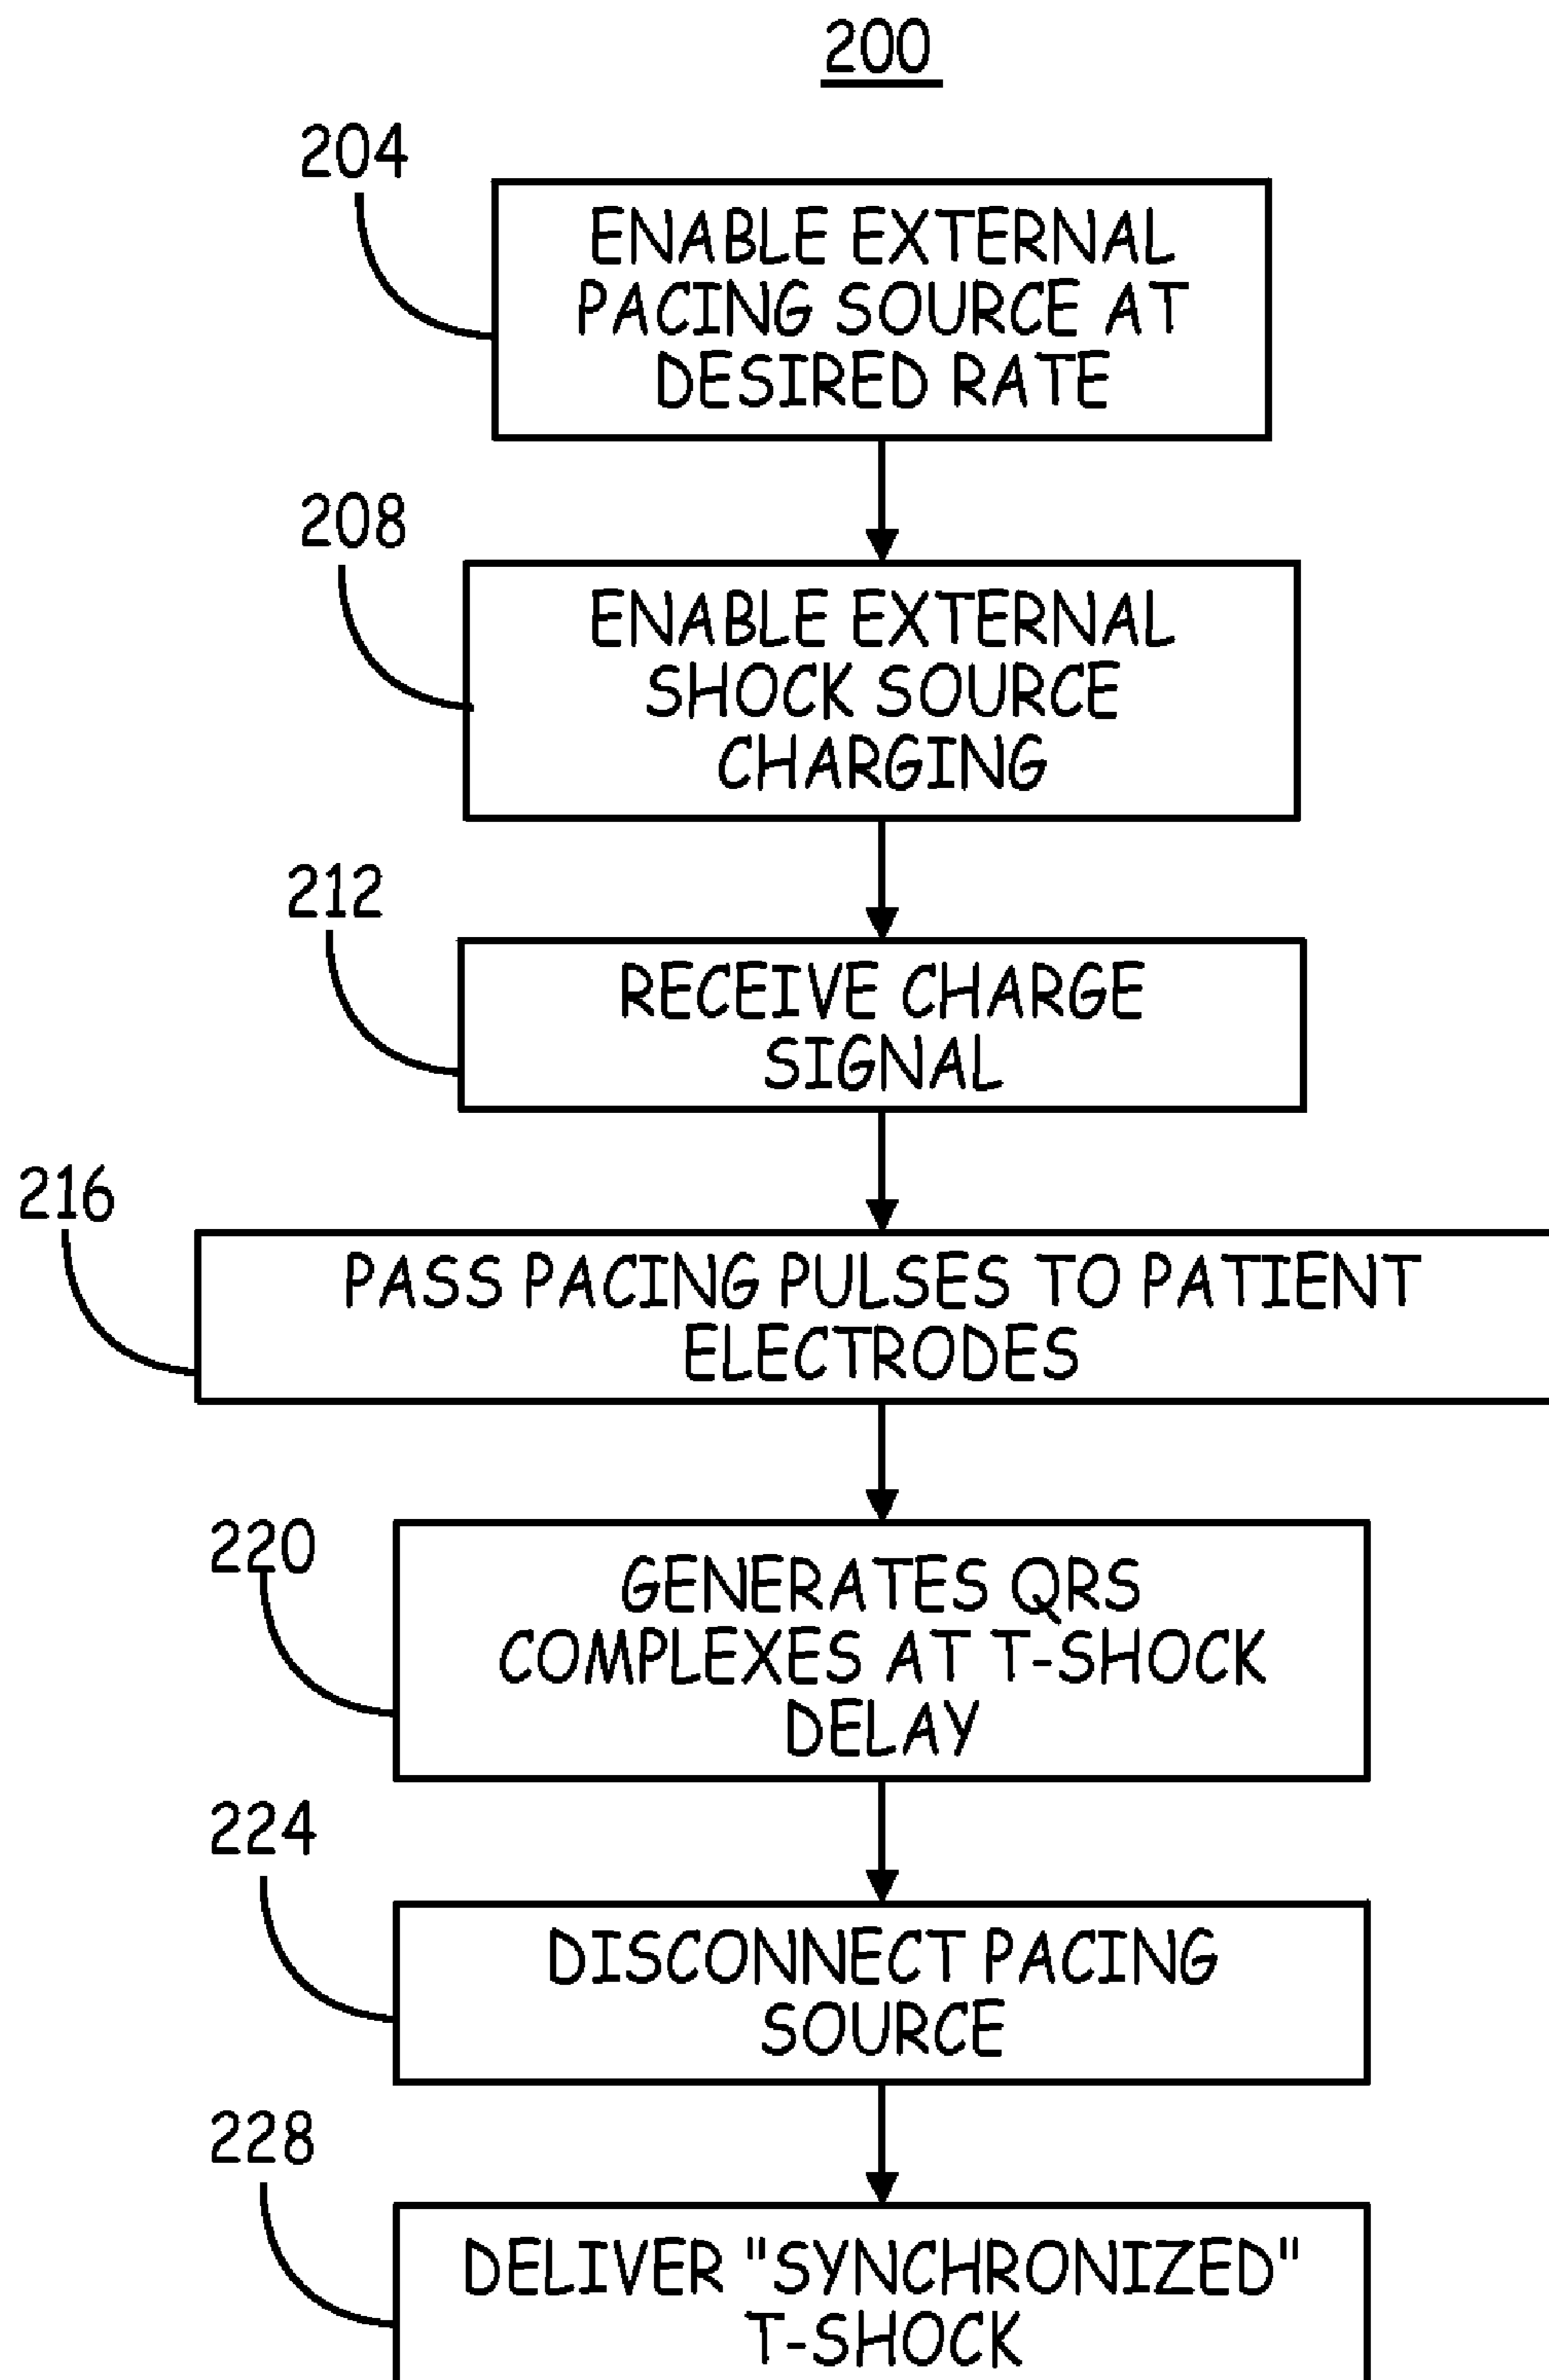 200
204
ENABLE EXTERNAL
PACING SOURCE AT
DESIRED RATE
208
ENABLE EXTERNAL
SHOCK SOURCE
CHARGING
212
RECEIVE CHARGE
SIGNAL
216
PASS PACING PULSES TO PATIENT
ELECTRODES
220
GENERATES QRS
COMPLEXES AT T-SHOCK
DELAY
224
DISCONNECT PACING
SOURCE
228
DELIVER "SYNCHRONIZED"
T-SHOCK